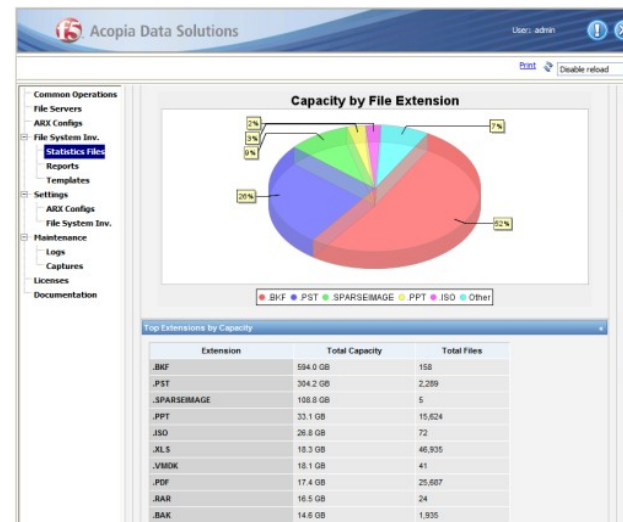 f5 Acopia Data Solutions
User: admin
Print
Disable reload
Common Operations
File Servers
ARX Configs
File System Inv.
Statistics Files
Reports
Templates
Settings
ARX Configs
File System Inv.
Maintenance
Logs
Captures
Licenses
Documentation
Capacity by File Extension
2%
3%
9%
7%
26%
52%
.BKF .PST .SPARSEIMAGE .PPT .ISO Other
Top Extensions by Capacity
Extension Total Capacity Total Files
.BKF 594.0 GB 158
.PST 304.2 GB 2,289
.SPARSEIMAGE 108.8 GB 5
.PPT 33.1 GB 15,624
.ISO 26.8 GB 72
.XLS 18.3 GB 46,935
.VMDK 18.1 GB 41
.PDF 17.4 GB 25,687
.RAR 16.5 GB 24
.BAK 14.6 GB 1,935